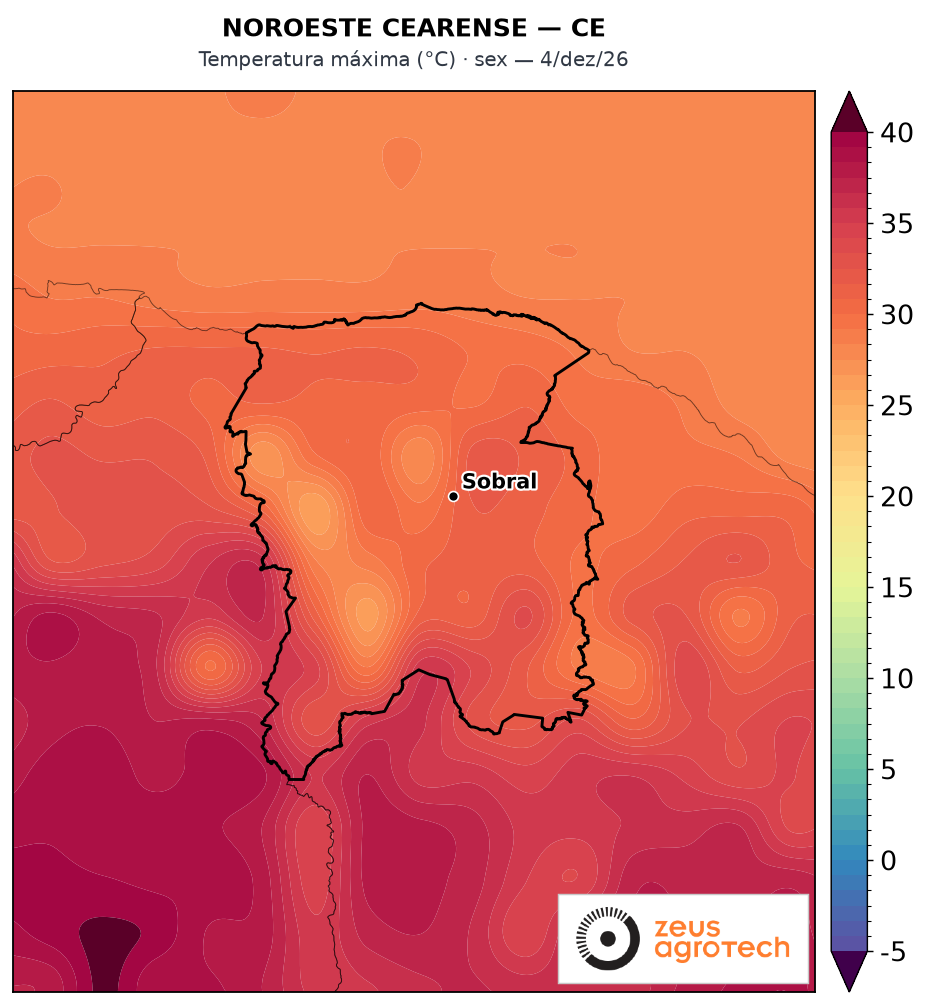 NOROESTE CEARENSE — CE
Temperatura máxima (°C) · sex — 4/dez/26
40
35
30
25
20
15
10
5
0
-5
Sobral
zeus
agrotech